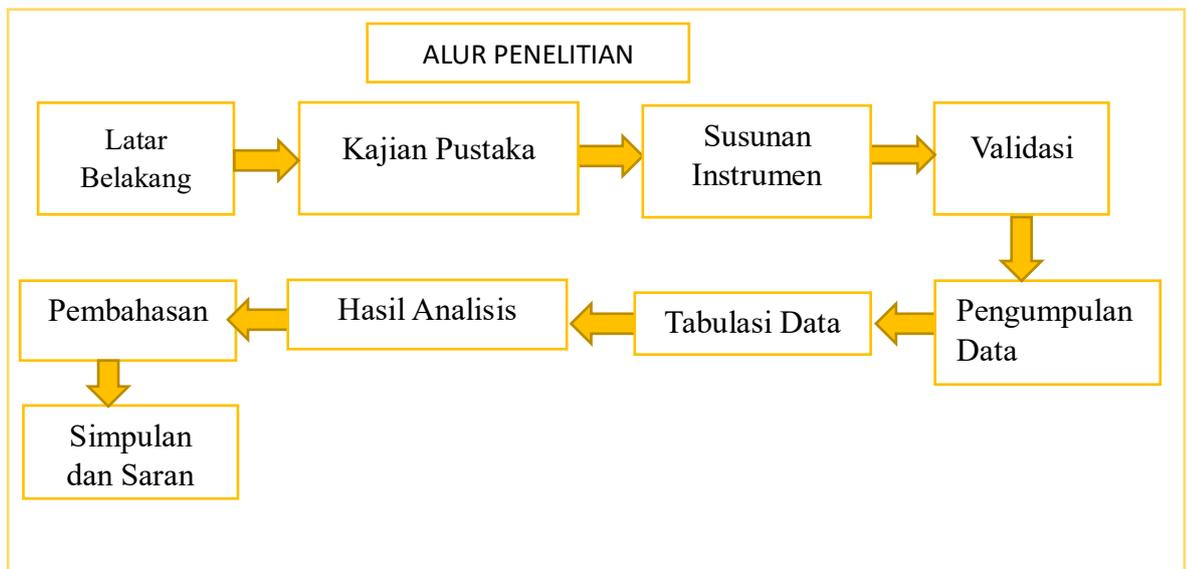 ALUR PENELITIAN
Latar
Belakang
Kajian Pustaka
Susunan
Instrumen
Validasi
Pengumpulan
Data
Tabulasi Data
Hasil Analisis
Pembahasan
Simpulan
dan Saran